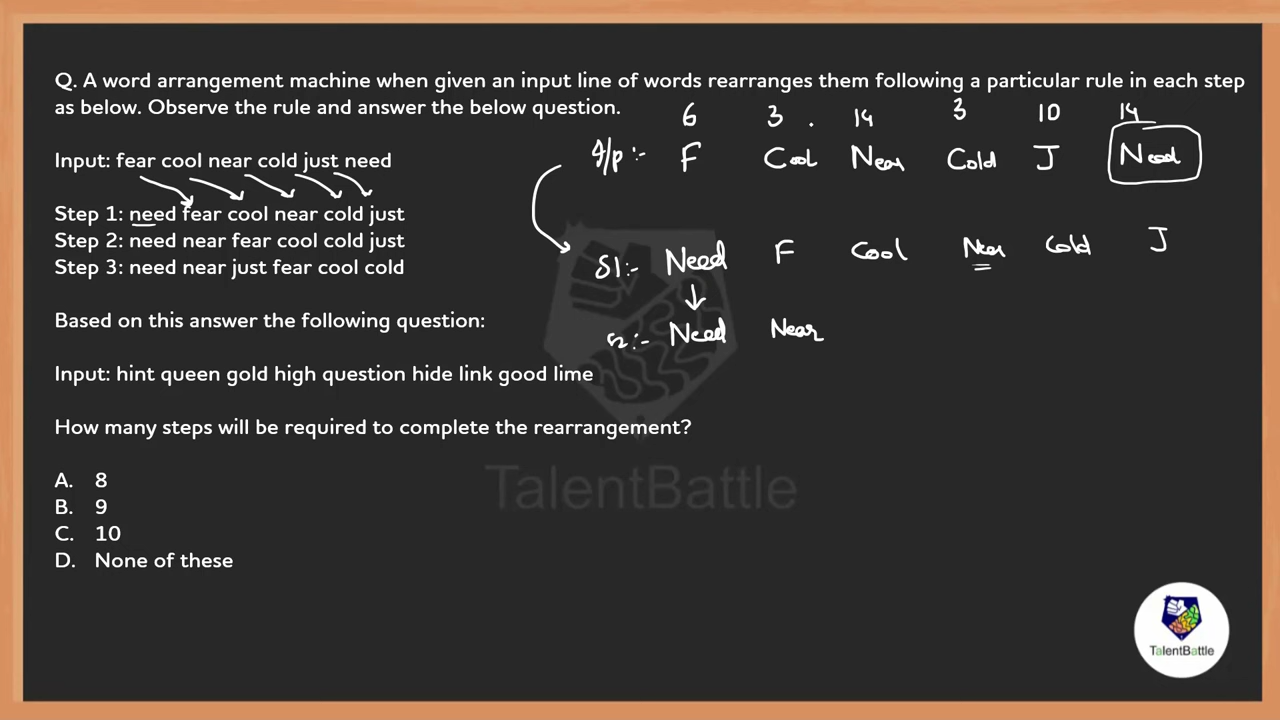 Q. A word arrangement machine when given an input line of words rearranges them following a particular rule in each step
as below. Observe the rule and answer the below question.
6 3 . 14 3 10 14
Input: fear cool near cold just need
I/p :- F Cool Near Cold J Need
Step 1: need fear cool near cold just
Step 2: need near fear cool cold just
Step 3: need near just fear cool cold
S1:- Need F Cool Near Cold J
Based on this answer the following question:
S2:- Need Near
Input: hint queen gold high question hide link good lime
How many steps will be required to complete the rearrangement?
A. 8
B. 9
C. 10
D. None of these
TalentBattle
TalentBattle